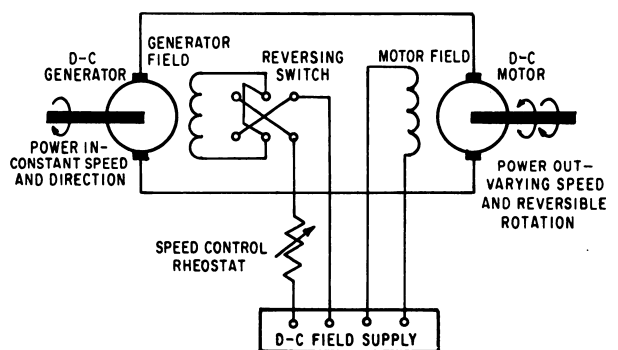 D-C
GENERATOR
GENERATOR
FIELD
REVERSING
SWITCH
MOTOR FIELD
D-C
MOTOR
POWER IN-
CONSTANT SPEED
AND DIRECTION
POWER OUT-
VARYING SPEED
AND REVERSIBLE
ROTATION
SPEED CONTROL
RHEOSTAT
D-C FIELD SUPPLY